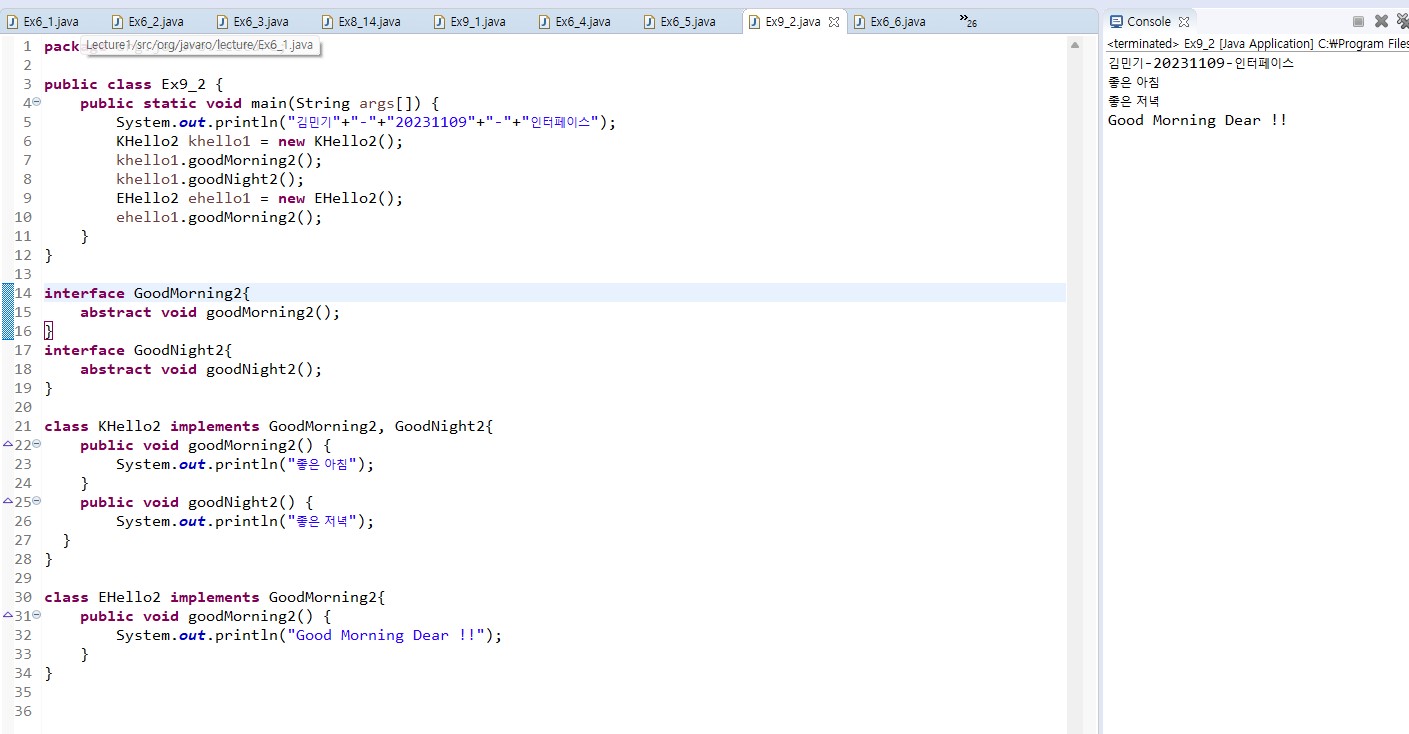 Ex6_1.java Ex6_2.java Ex6_3.java Ex8_14.java Ex9_1.java Ex6_4.java Ex6_5.java Ex9_2.java Ex6_6.java »26
Lecture1/src/org/javaro/lecture/Ex6_1.java
1 pack
2
3 public class Ex9_2 {
4 public static void main(String args[]) {
5 System.out.println("김민기"+"-"+"20231109"+"-"+"인터페이스");
6 KHello2 khello1 = new KHello2();
7 khello1.goodMorning2();
8 khello1.goodNight2();
9 EHello2 ehello1 = new EHello2();
10 ehello1.goodMorning2();
11 }
12 }
13
14 interface GoodMorning2{
15 abstract void goodMorning2();
16 }
17 interface GoodNight2{
18 abstract void goodNight2();
19 }
20
21 class KHello2 implements GoodMorning2, GoodNight2{
22 public void goodMorning2() {
23 System.out.println("좋은 아침");
24 }
25 public void goodNight2() {
26 System.out.println("좋은 저녁");
27 }
28 }
29
30 class EHello2 implements GoodMorning2{
31 public void goodMorning2() {
32 System.out.println("Good Morning Dear !!");
33 }
34 }
35
36
Console
<terminated> Ex9_2 [Java Application] C:₩Program Files
김민기-20231109-인터페이스
좋은 아침
좋은 저녁
Good Morning Dear !!